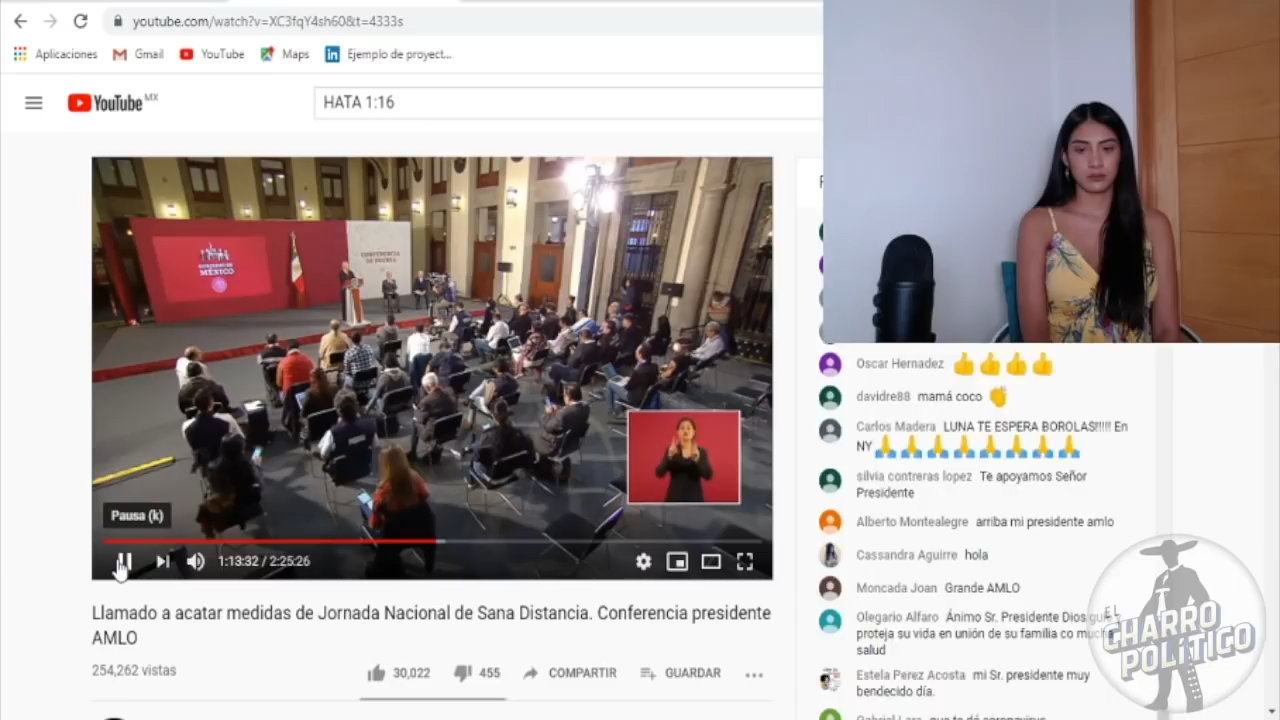 youtube.com/watch?v=XC3fqY4sh60&t=4333s
Aplicaciones
Gmail
YouTube
Maps
Ejemplo de proyect...
YouTube MX
HATA 1:16
GOBIERNO DE
MÉXICO
CONFERENCIA
DE PRENSA
Pausa (k)
1:13:32 / 2:25:26
Llamado a acatar medidas de Jornada Nacional de Sana Distancia. Conferencia presidente
AMLO
254,262 vistas
30,022
455
COMPARTIR
GUARDAR
Oscar Hernadez
davidre88 mamá coco
Carlos Madera LUNA TE ESPERA BOROLAS!!!!! En
NY
silvia contreras lopez Te apoyamos Señor
Presidente
Alberto Montealegre arriba mi presidente amlo
Cassandra Aguirre hola
Moncada Joan Grande AMLO
Olegario Alfaro Ánimo Sr. Presidente Dios
proteja su vida en unión de su familia co mucha
salud
Estela Perez Acosta mi Sr. presidente muy
bendecido día.
EL
CHARRO
POLÍTICO